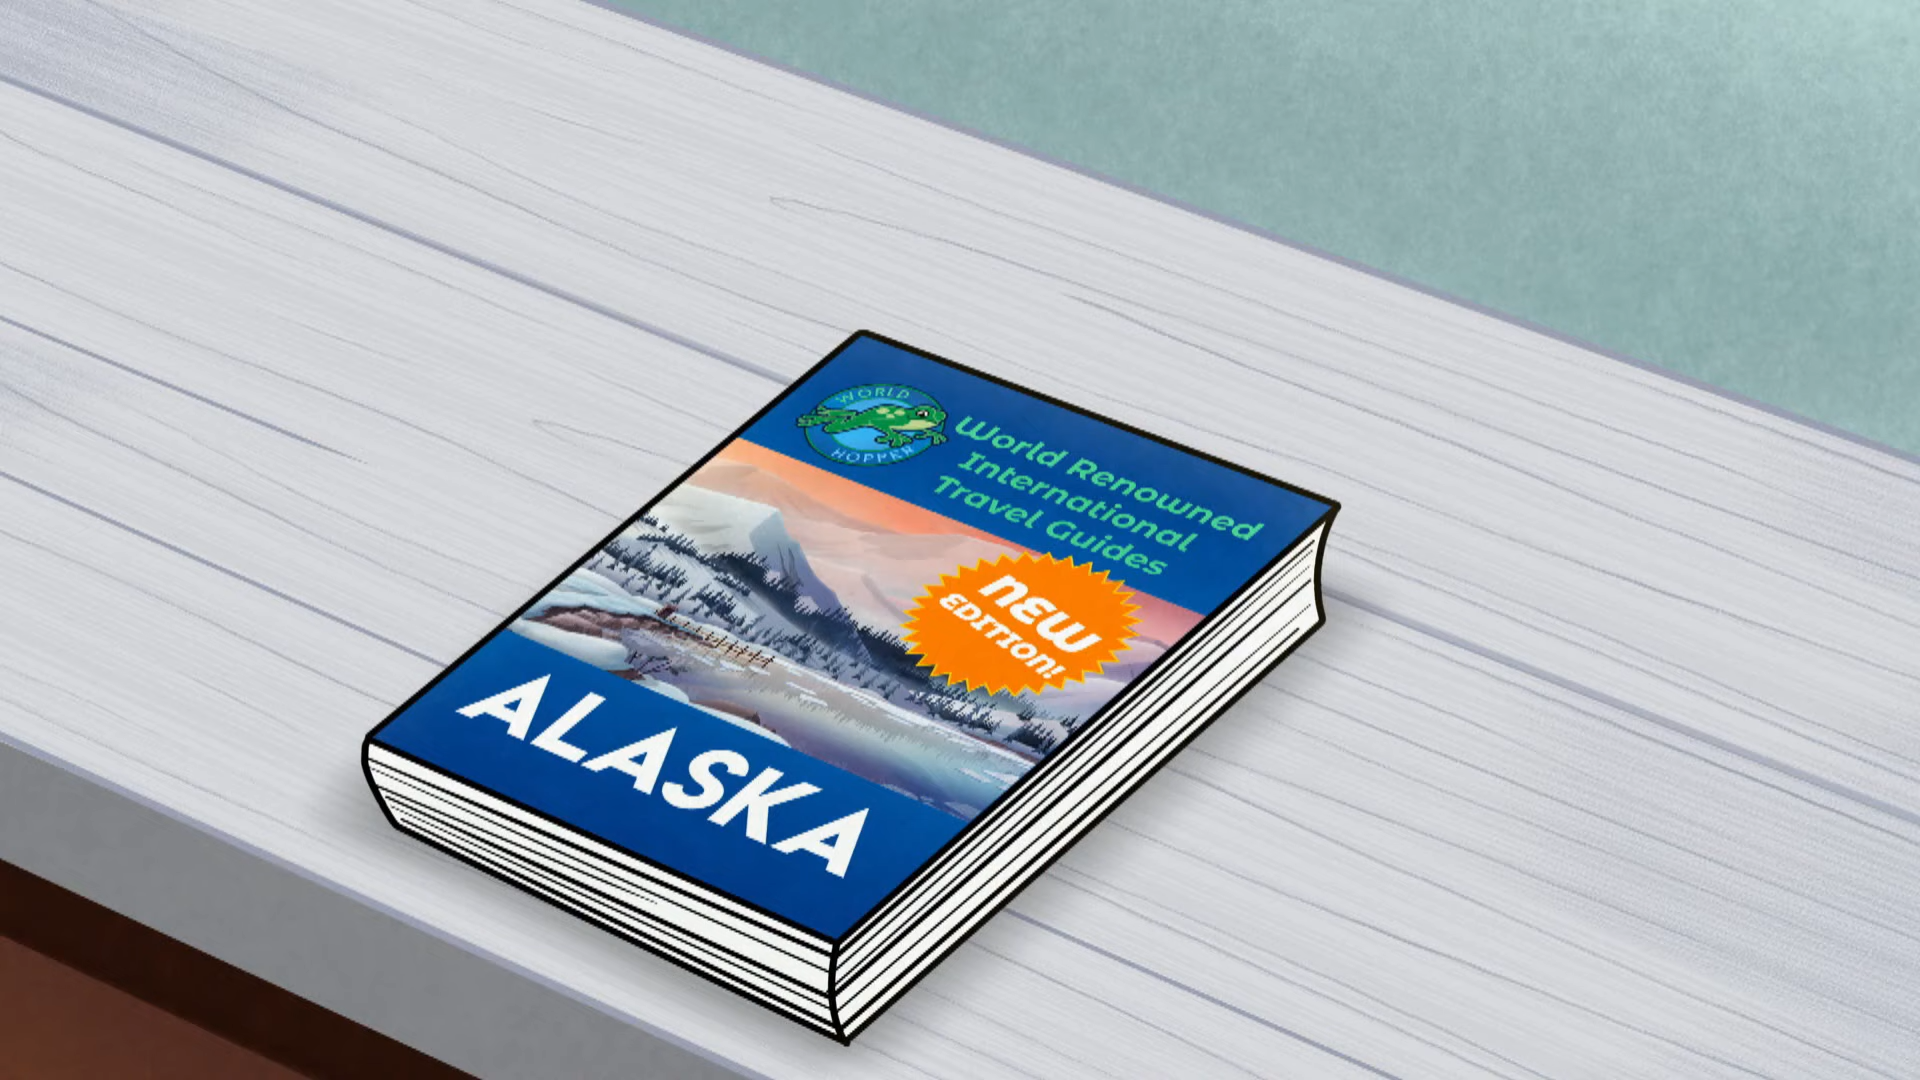 WORLD
HOPPER
World Renowned
International
Travel Guides
NEW
EDITION!
ALASKA